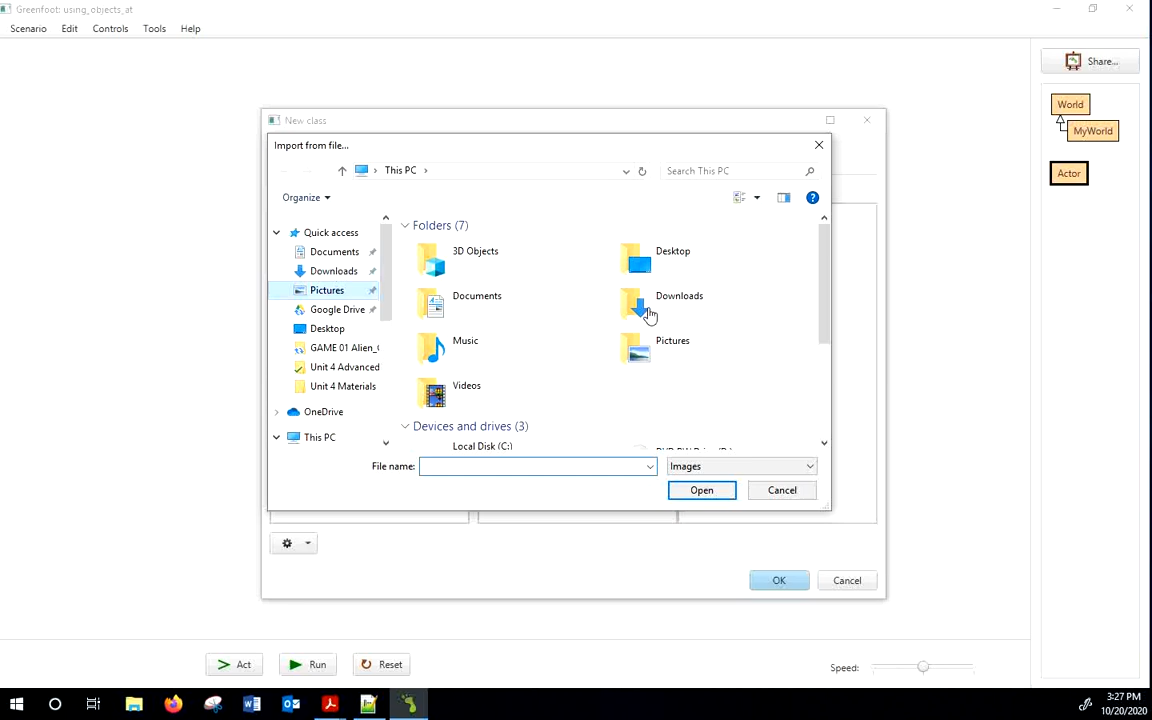 Greenfoot: using_objects_at
Scenario Edit Controls Tools Help
Share...
World
MyWorld
Actor
New class
Import from file...
This PC
Search This PC
Organize
Quick access
Documents
Downloads
Pictures
Google Drive
Desktop
GAME 01 Alien_
Unit 4 Advanced
Unit 4 Materials
OneDrive
This PC
Folders (7)
3D Objects
Desktop
Documents
Downloads
Music
Pictures
Videos
Devices and drives (3)
Local Disk (C:)
File name:
Images
Open
Cancel
OK
Cancel
Act
Run
Reset
Speed:
3:27 PM
10/20/2020